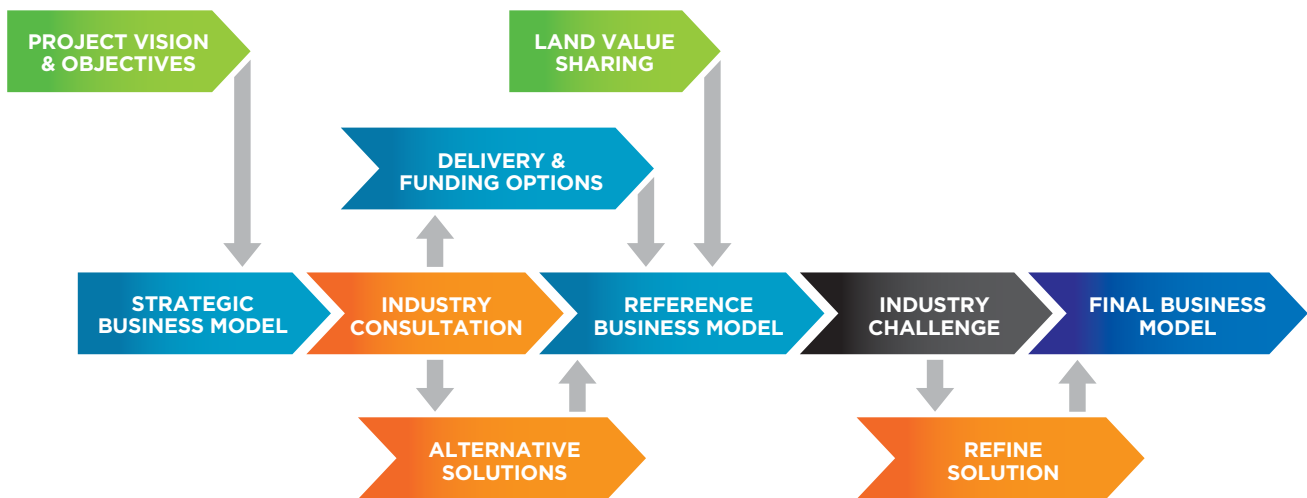 PROJECT VISION
& OBJECTIVES
LAND VALUE
SHARING
DELIVERY &
FUNDING OPTIONS
STRATEGIC
BUSINESS MODEL
INDUSTRY
CONSULTATION
REFERENCE
BUSINESS MODEL
INDUSTRY
CHALLENGE
FINAL BUSINESS
MODEL
ALTERNATIVE
SOLUTIONS
REFINE
SOLUTION